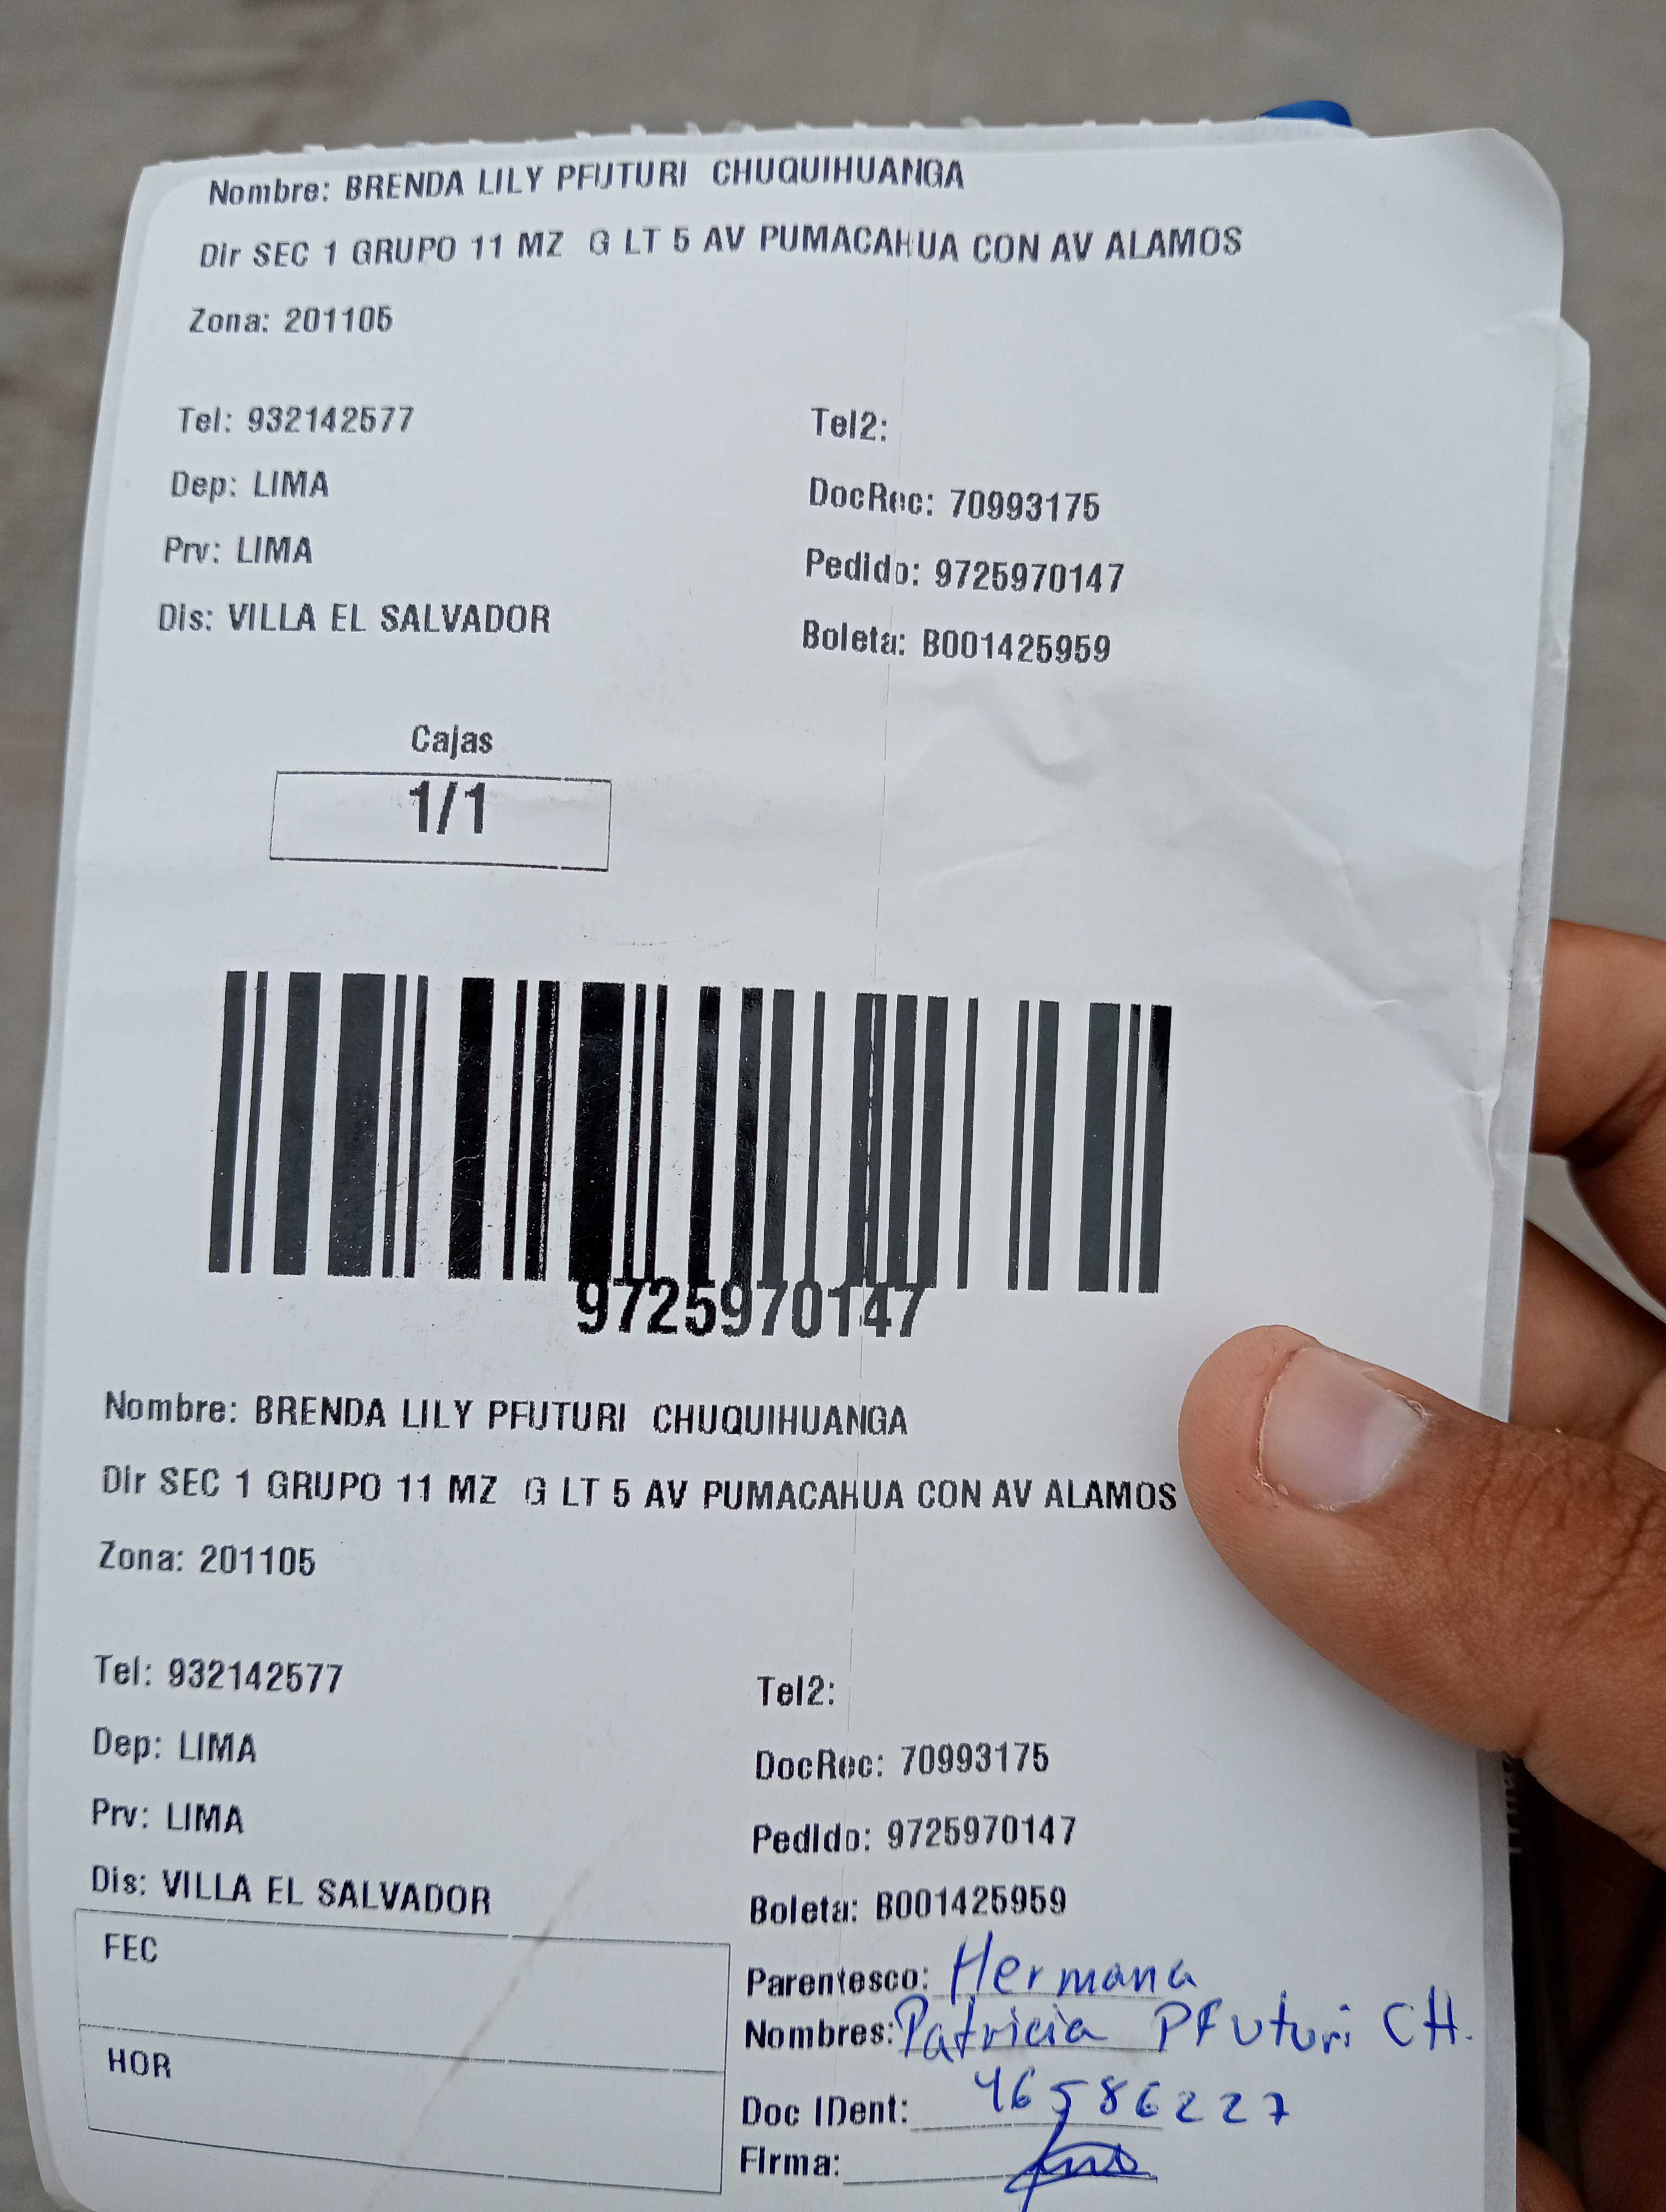 Nombre: BRENDA LILY PFUTURI CHUQUIHUANGA
Dir SEC 1 GRUPO 11 MZ G LT 5 AV PUMACAHUA CON AV ALAMOS
Zona: 201105
Tel: 932142577 Tel2:
Dep: LIMA DocRec: 70993175
Prv: LIMA Pedido: 9725970147
Dis: VILLA EL SALVADOR Boleta: B001425959
Cajas
1/1
9725970147
Nombre: BRENDA LILY PFUTURI CHUQUIHUANGA
Dir SEC 1 GRUPO 11 MZ G LT 5 AV PUMACAHUA CON AV ALAMOS
Zona: 201105
Tel: 932142577 Tel2:
Dep: LIMA DocRec: 70993175
Prv: LIMA Pedido: 9725970147
Dis: VILLA EL SALVADOR Boleta: B001425959
FEC
Parentesco: Hermana
Nombres: Patricia Pfuturi CH.
HOR
Doc IDent: 46586227
Firma: